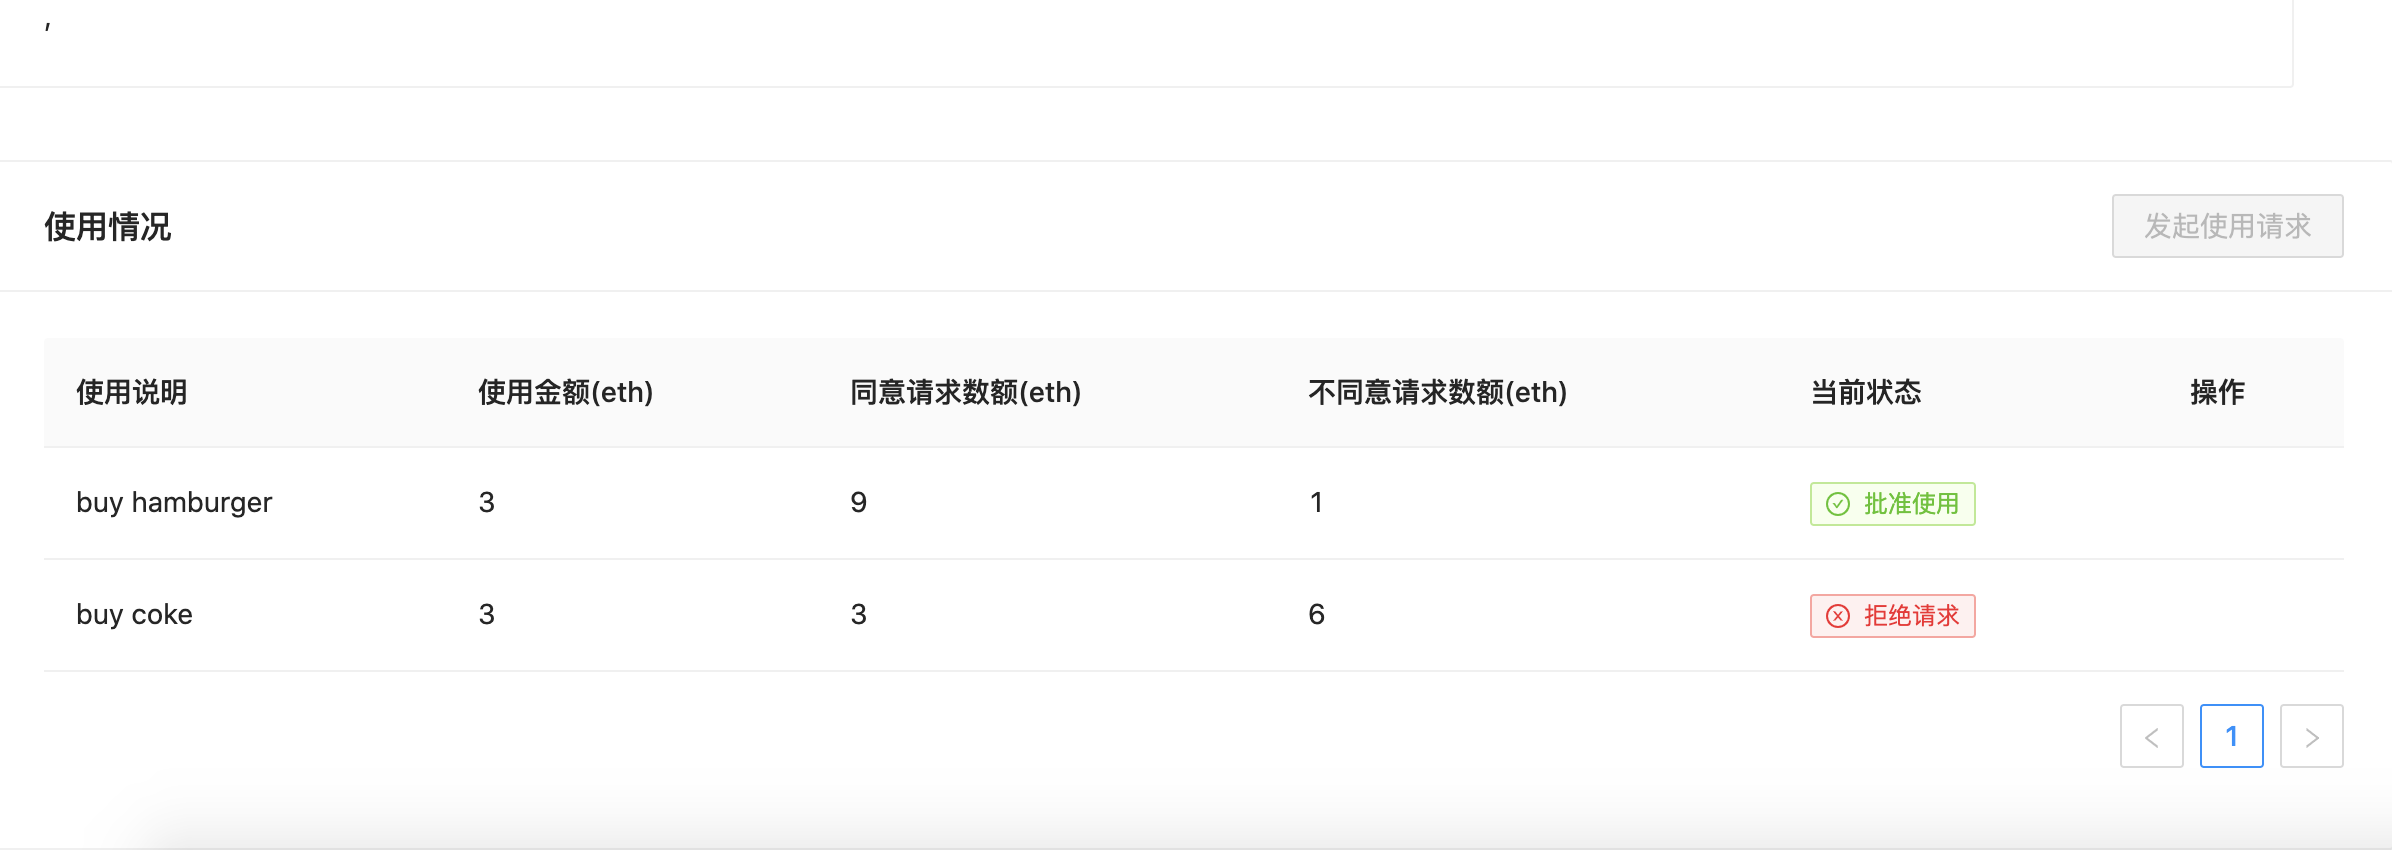 ,
使用情况
发起使用请求
使用说明 使用金额(eth) 同意请求数额(eth) 不同意请求数额(eth) 当前状态 操作
buy hamburger 3 9 1 批准使用
buy coke 3 3 6 拒绝请求
1